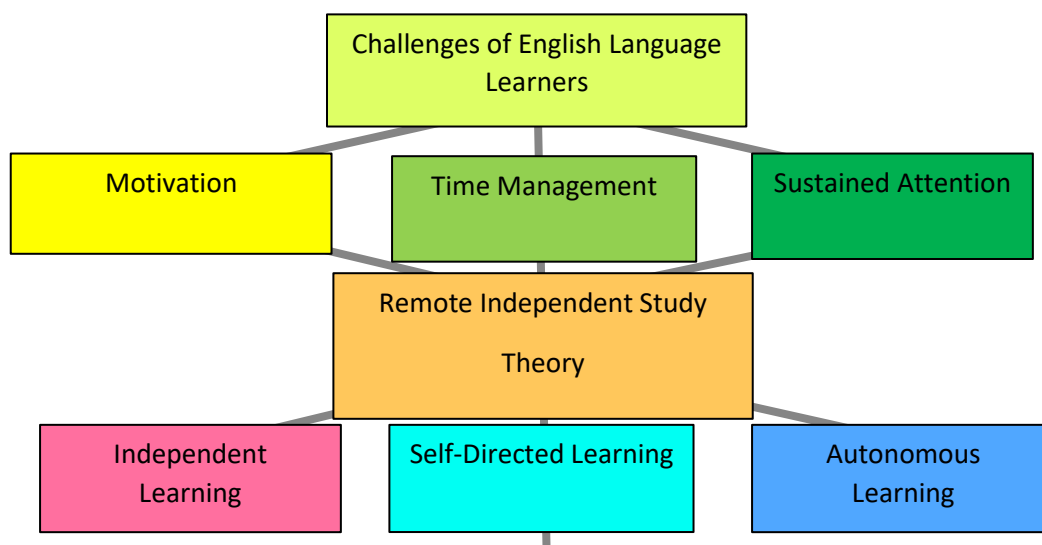 Challenges of English Language
Learners
Motivation
Time Management
Sustained Attention
Remote Independent Study
Theory
Independent
Learning
Self-Directed Learning
Autonomous
Learning